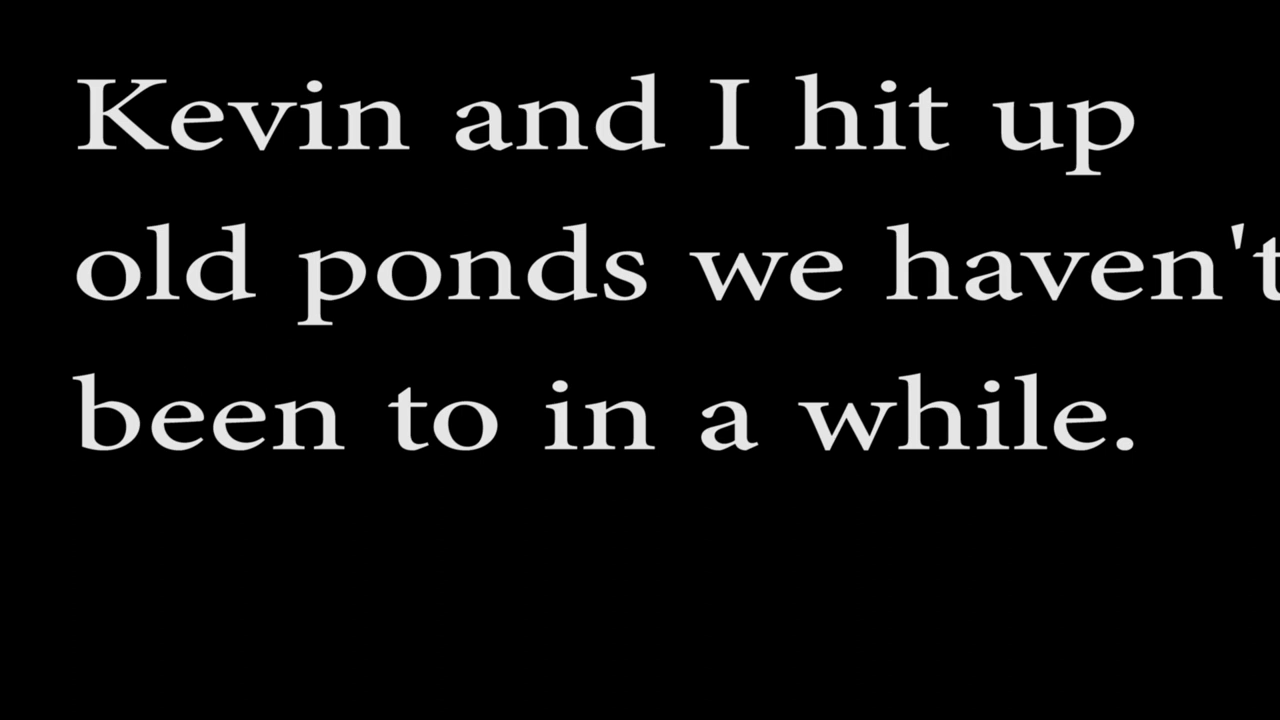 Kevin and I hit up
old ponds we haven't
been to in a while.